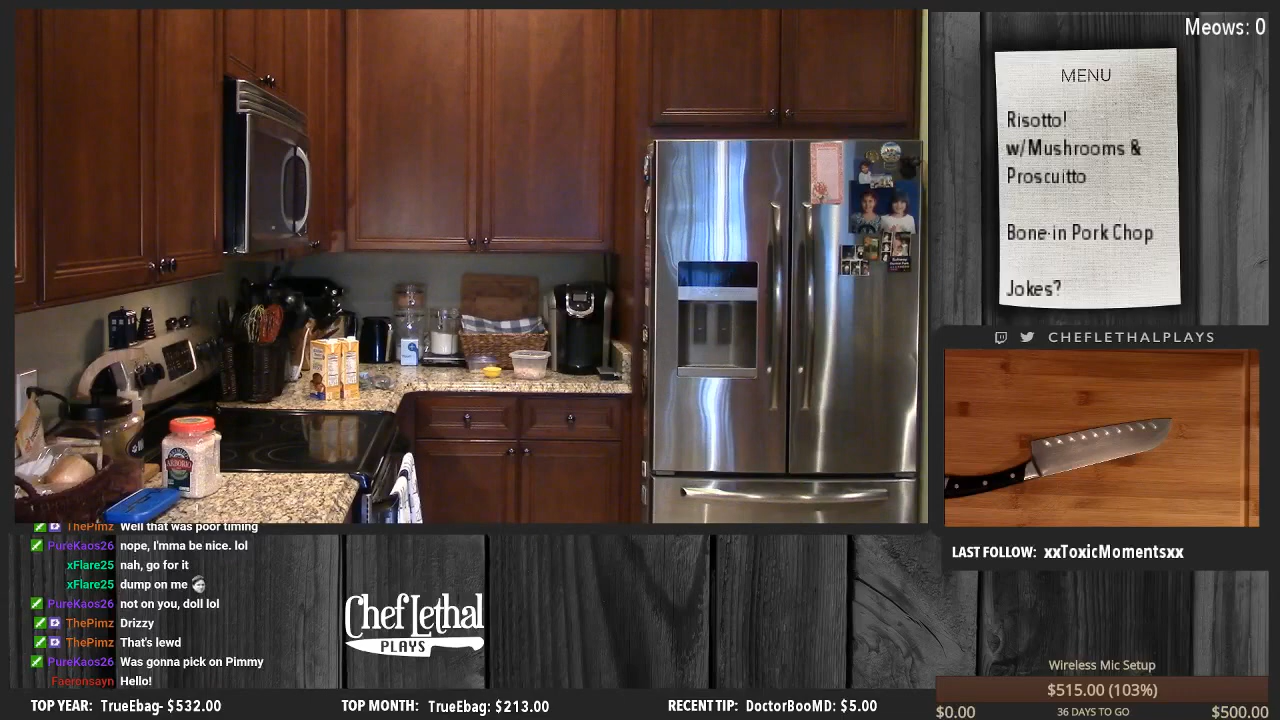 Meows: 0
MENU
Risotto!
w/Mushrooms &
Proscuitto
Bone-in Pork Chop
Jokes?
CHEFLETHALPLAYS
ARBORIO
ThePimz Well that was poor timing
PureKaos26 nope, I'mma be nice. lol
xFlare25 nah, go for it
xFlare25 dump on me
PureKaos26 not on you, doll lol
ThePimz Drizzy
ThePimz That's lewd
PureKaos26 Was gonna pick on Pimmy
Faeronsayn Hello!
Chef Lethal
PLAYS
LAST FOLLOW: xxToxicMomentsxx
Wireless Mic Setup
$515.00 (103%)
$0.00 36 DAYS TO GO $500.00
TOP YEAR: TrueEbag- $532.00
TOP MONTH: TrueEbag: $213.00
RECENT TIP: DoctorBooMD: $5.00